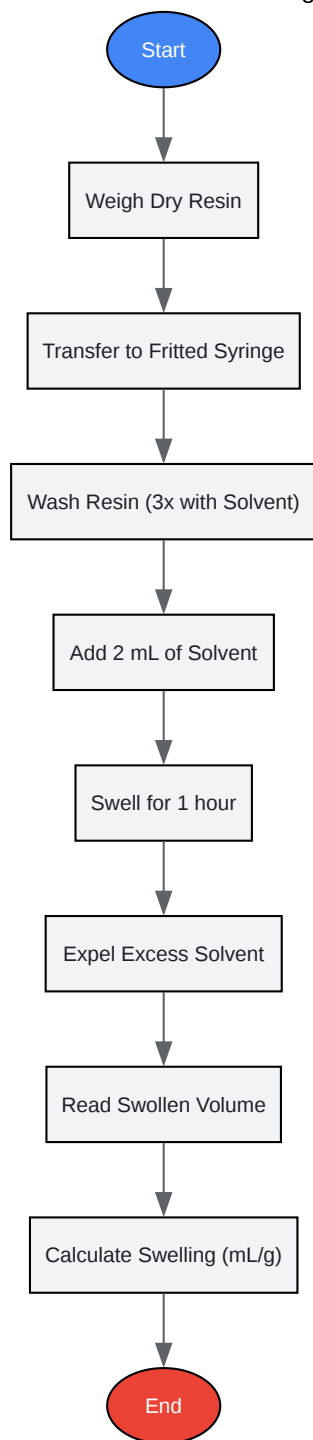 Start
Weigh Dry Resin
Transfer to Fritted Syringe
Wash Resin (3x with Solvent)
Add 2 mL of Solvent
Swell for 1 hour
Expel Excess Solvent
Read Swollen Volume
Calculate Swelling (mL/g)
End